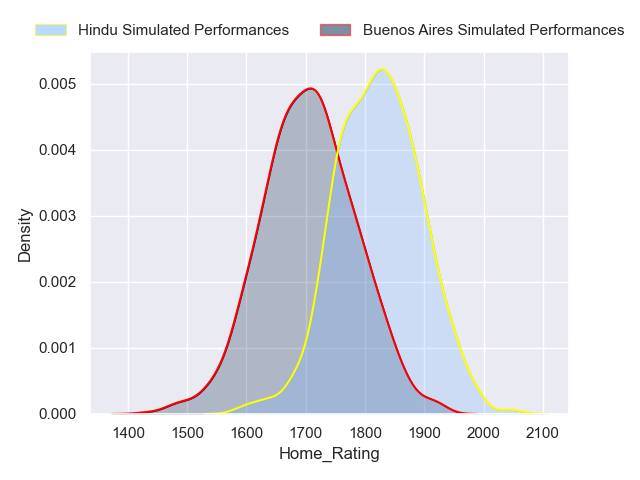 Hindu Simulated Performances Buenos Aires Simulated Performances
0.005
0.004
0.003
0.002
0.001
0.000
Density
1400 1500 1600 1700 1800 1900 2000 2100
Home_Rating